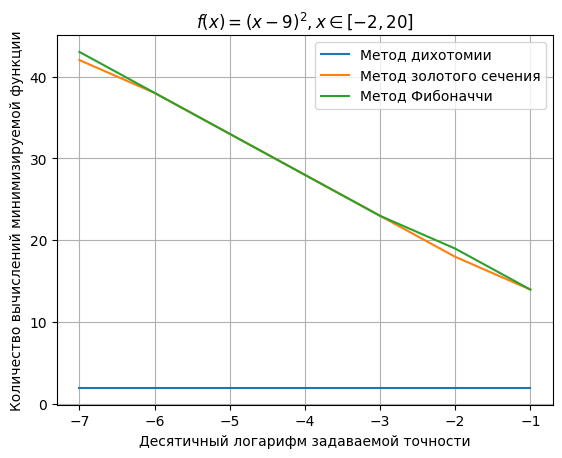 f(x) = (x − 9)², x ∈ [−2, 20]
Метод дихотомии
Метод золотого сечения
Метод Фибоначчи
Количество вычислений минимизируемой функции
40
30
20
10
0
−7 −6 −5 −4 −3 −2 −1
Десятичный логарифм задаваемой точности